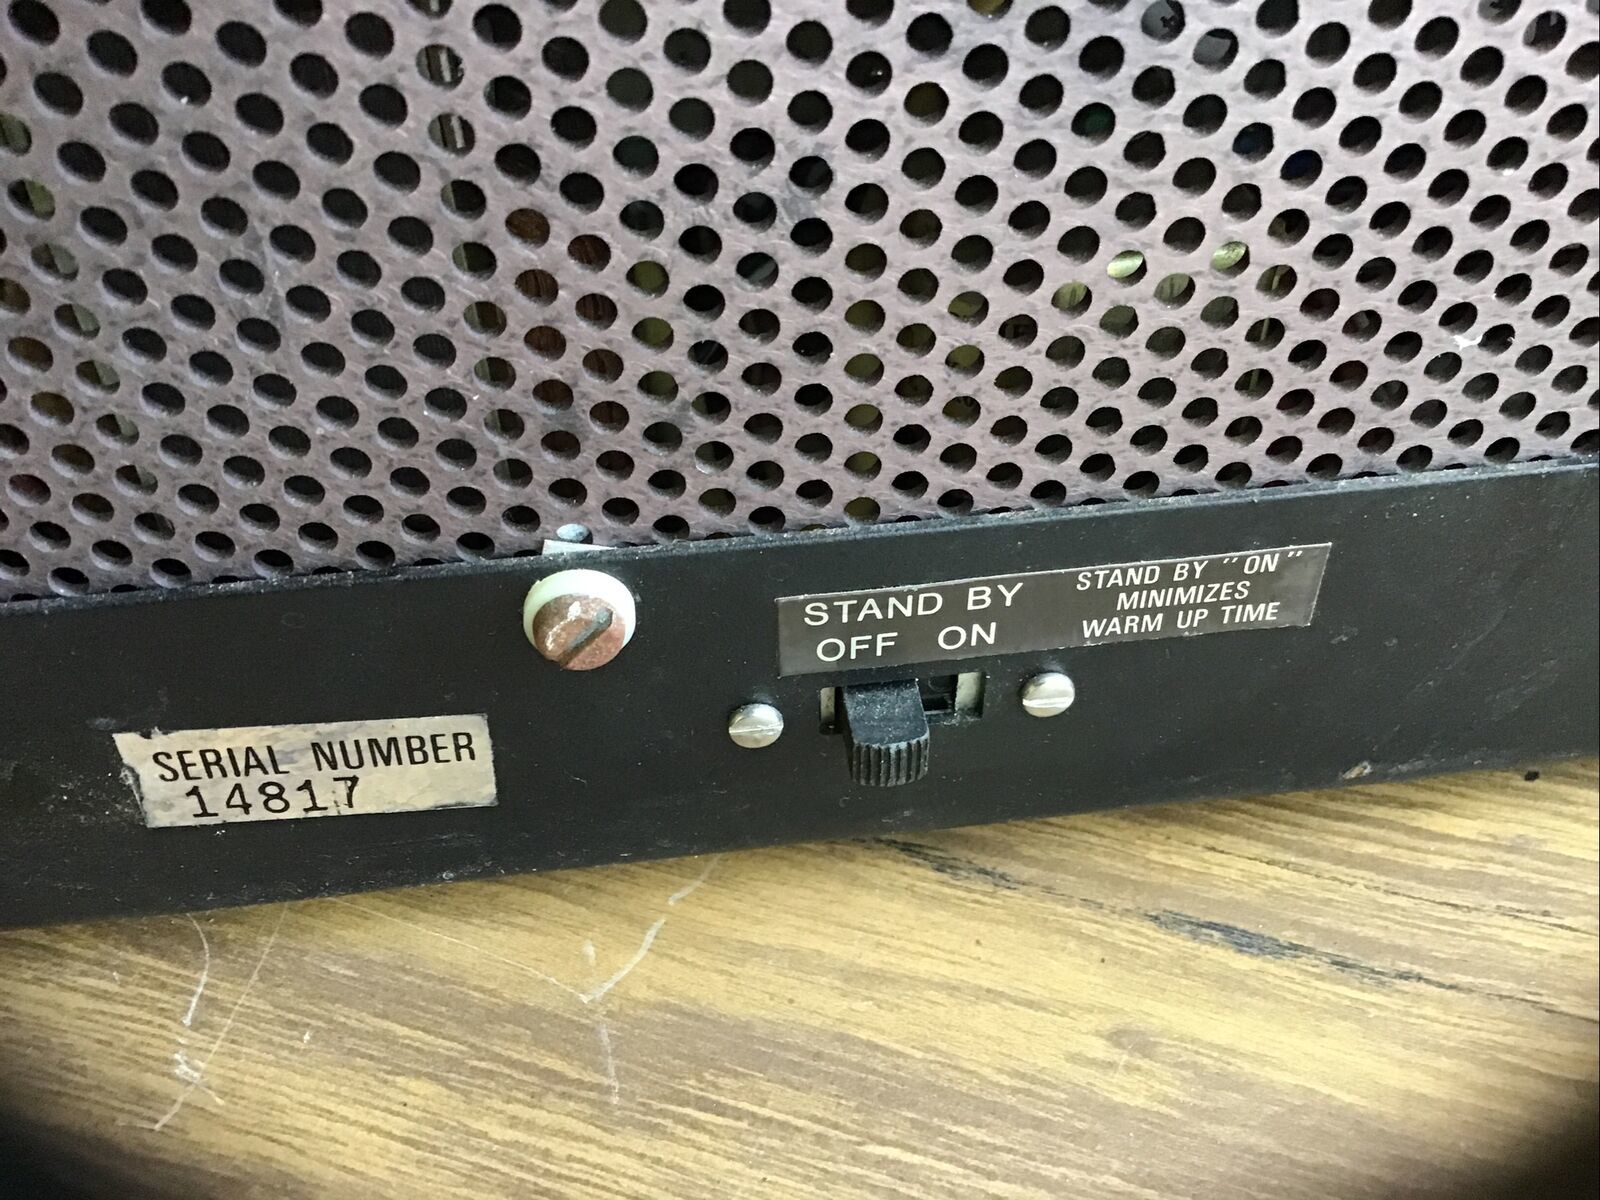 STAND BY
OFF ON
STAND BY "ON"
MINIMIZES
WARM UP TIME
SERIAL NUMBER
14817